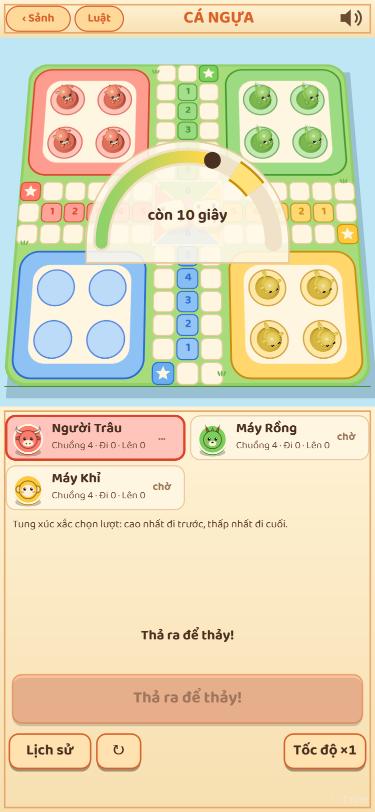 ‹ Sảnh
Luật
CÁ NGỰA
1
2
3
còn 10 giây
1 2
2 1
4
3
2
1
Người Trâu
Chuồng 4 · Đi 0 · Lên 0
...
Máy Rồng
Chuồng 4 · Đi 0 · Lên 0
chờ
Máy Khỉ
Chuồng 4 · Đi 0 · Lên 0
chờ
Tung xúc xắc chọn lượt: cao nhất đi trước, thấp nhất đi cuối.
Thả ra để thảy!
Thả ra để thảy!
Lịch sử
↻
Tốc độ ×1